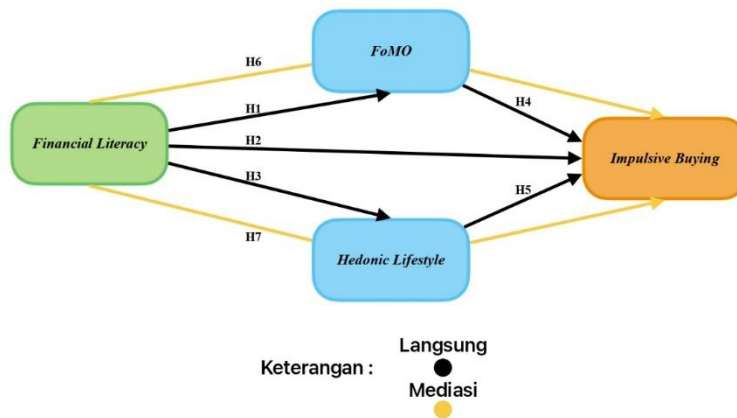 FoMO
H6
H4
H1
Financial Literacy
H2
Impulsive Buying
H3
H5
H7
Hedonic Lifestyle
Langsung
Keterangan :
Mediasi